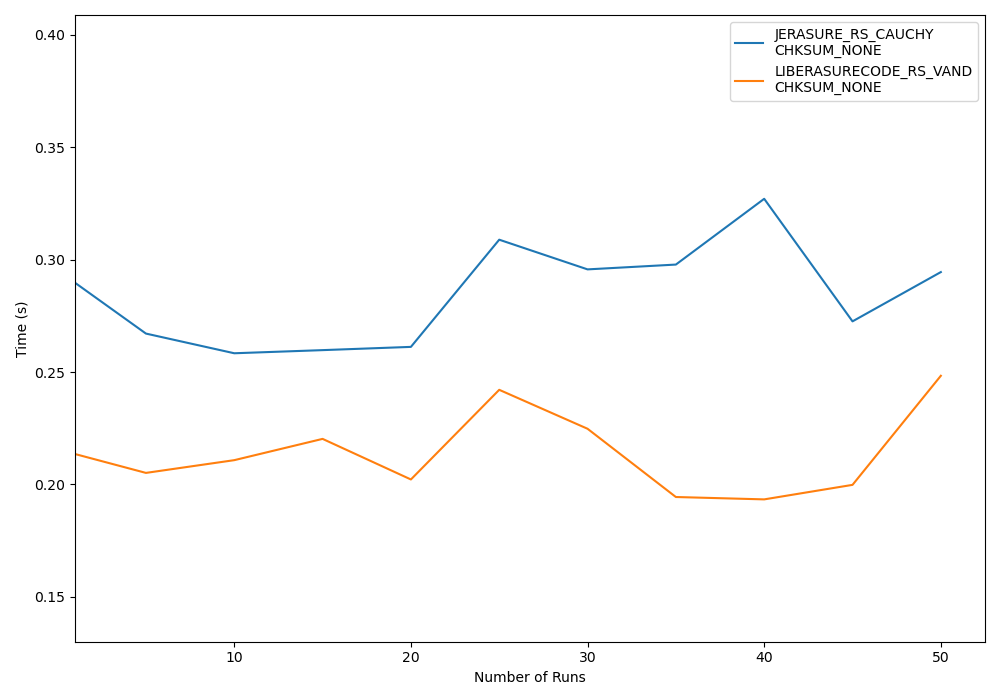 0.40
0.35
0.30
0.25
0.20
0.15
Time (s)
10
20
30
40
50
Number of Runs
JERASURE_RS_CAUCHY
CHKSUM_NONE
LIBERASURECODE_RS_VAND
CHKSUM_NONE